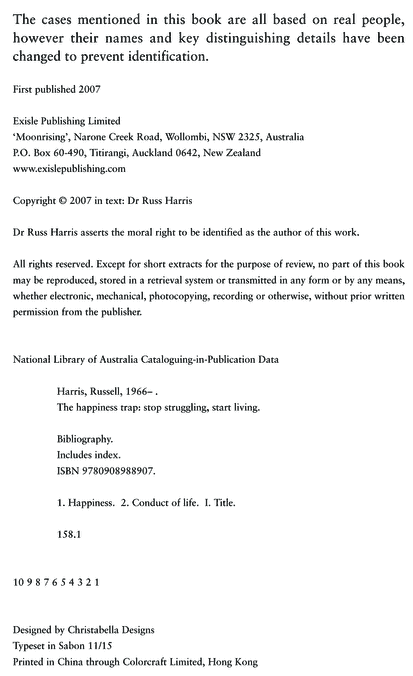 The cases mentioned in this book are all based on real people,
however their names and key distinguishing details have been
changed to prevent identification.
First published 2007
Exisle Publishing Limited
‘Moonrising’, Narone Creek Road, Wollombi, NSW 2325, Australia
P.O. Box 60-490, Titirangi, Auckland 0642, New Zealand
www.exislepublishing.com
Copyright © 2007 in text: Dr Russ Harris
Dr Russ Harris asserts the moral right to be identified as the author of this work.
All rights reserved. Except for short extracts for the purpose of review, no part of this book
may be reproduced, stored in a retrieval system or transmitted in any form or by any means,
whether electronic, mechanical, photocopying, recording or otherwise, without prior written
permission from the publisher.
National Library of Australia Cataloguing-in-Publication Data
Harris, Russell, 1966– .
The happiness trap: stop struggling, start living.
Bibliography.
Includes index.
ISBN 9780908988907.
1. Happiness. 2. Conduct of life. I. Title.
158.1
10 9 8 7 6 5 4 3 2 1
Designed by Christabella Designs
Typeset in Sabon 11/15
Printed in China through Colorcraft Limited, Hong Kong